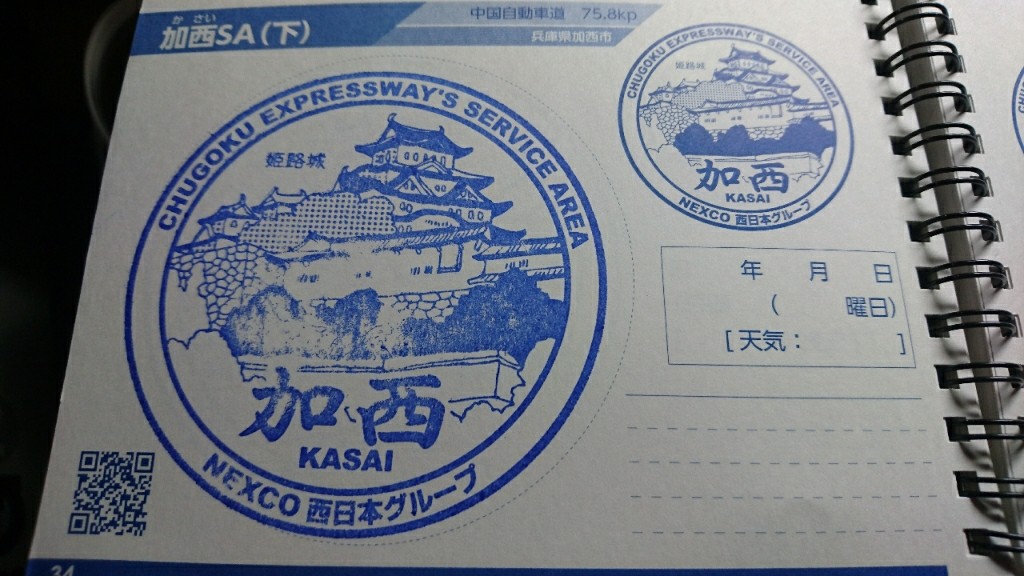 かさい
加西SA(下)
中国自動車道 75.8kp
兵庫県加西市
CHUGOKU EXPRESSWAY'S SERVICE AREA
姫路城
加西
KASAI
NEXCO 西日本グループ
CHUGOKU EXPRESSWAY'S SERVICE AREA
姫路城
加西
KASAI
NEXCO 西日本グループ
年 月 日
( 曜日)
[天気: ]
34